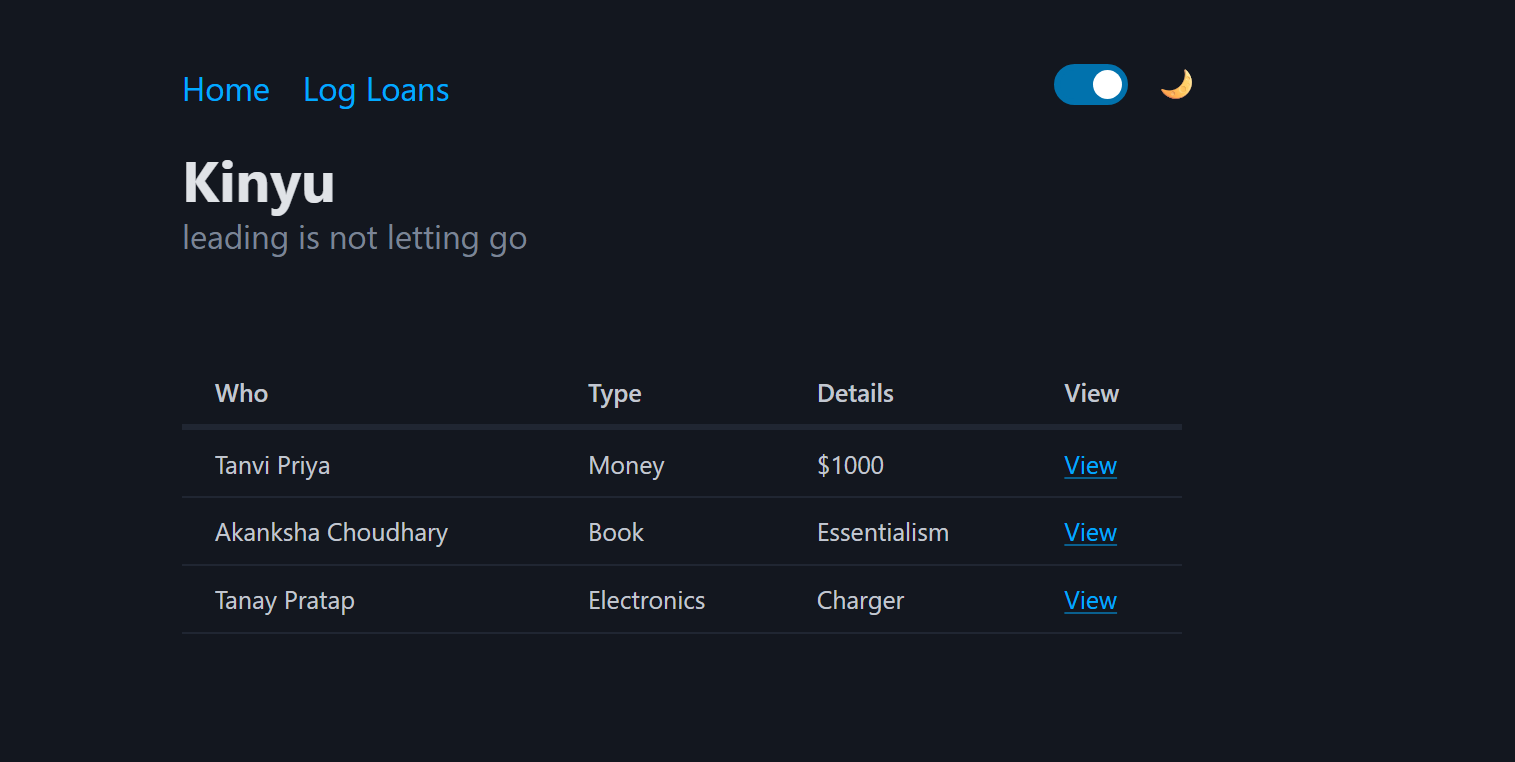 Home Log Loans
Kinyu
leading is not letting go
Who Type Details View
Tanvi Priya Money $1000 View
Akanksha Choudhary Book Essentialism View
Tanay Pratap Electronics Charger View